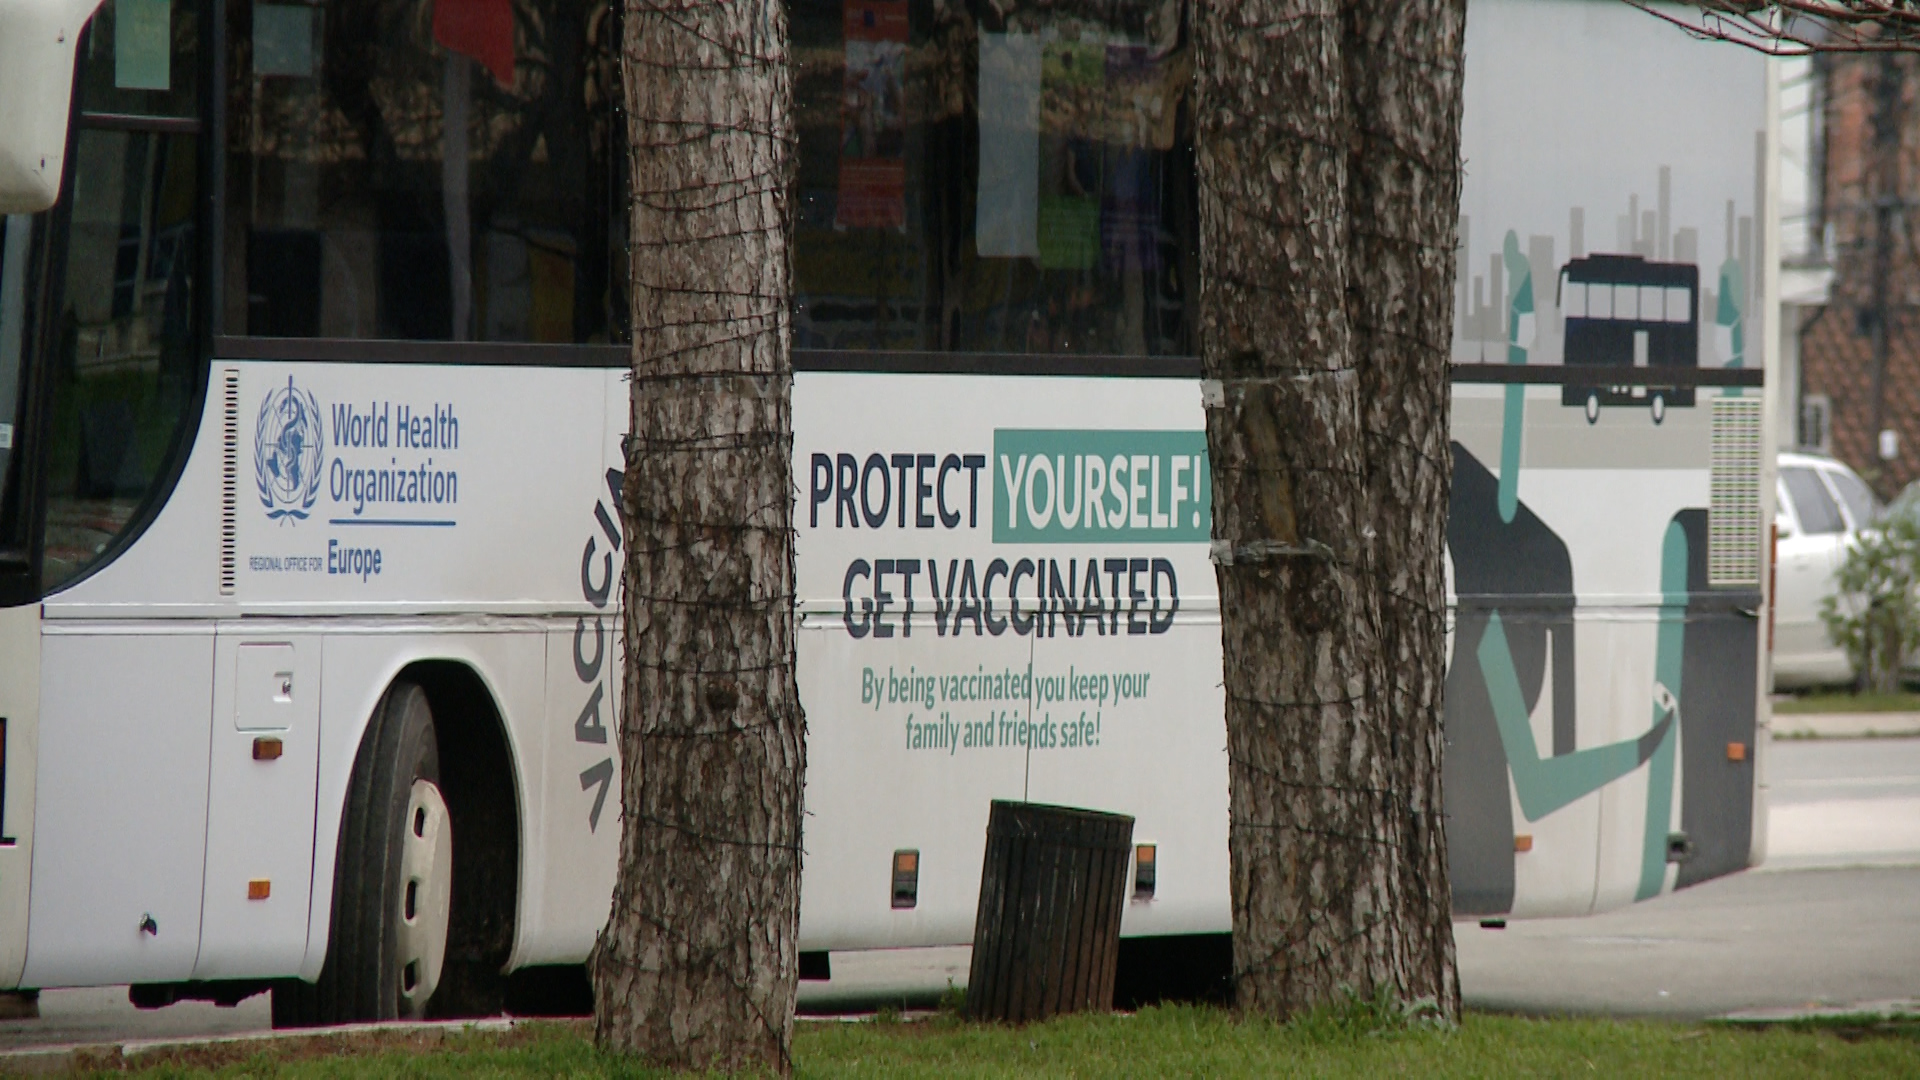 World Health
Organization
REGIONAL OFFICE FOR Europe
PROTECT YOURSELF!
GET VACCINATED
By being vaccinated you keep your
family and friends safe!